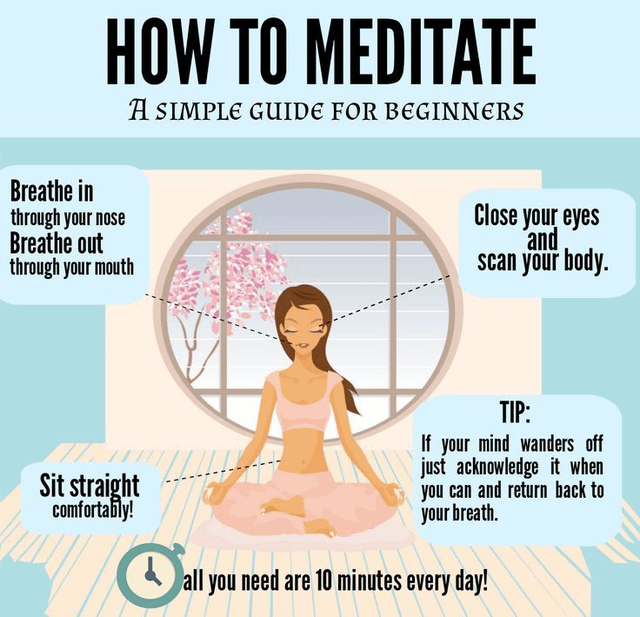 HOW TO MEDITATE
A SIMPLE GUIDE FOR BEGINNERS
Breathe in
through your nose
Breathe out
through your mouth
Close your eyes
and
scan your body.
Sit straight
comfortably!
TIP:
If your mind wanders off
just acknowledge it when
you can and return back to
your breath.
all you need are 10 minutes every day!